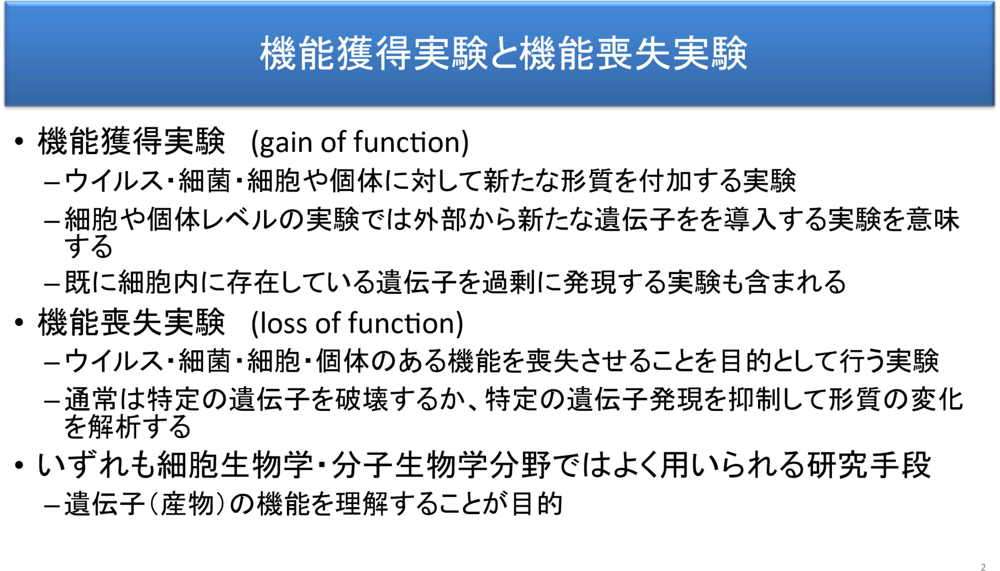 機能獲得実験と機能喪失実験
• 機能獲得実験　(gain of function)
–ウイルス・細菌・細胞や個体に対して新たな形質を付加する実験
–細胞や個体レベルの実験では外部から新たな遺伝子をを導入する実験を意味
する
–既に細胞内に存在している遺伝子を過剰に発現する実験も含まれる
• 機能喪失実験　(loss of function)
–ウイルス・細菌・細胞・個体のある機能を喪失させることを目的として行う実験
–通常は特定の遺伝子を破壊するか、特定の遺伝子発現を抑制して形質の変化
を解析する
• いずれも細胞生物学・分子生物学分野ではよく用いられる研究手段
–遺伝子（産物）の機能を理解することが目的
2